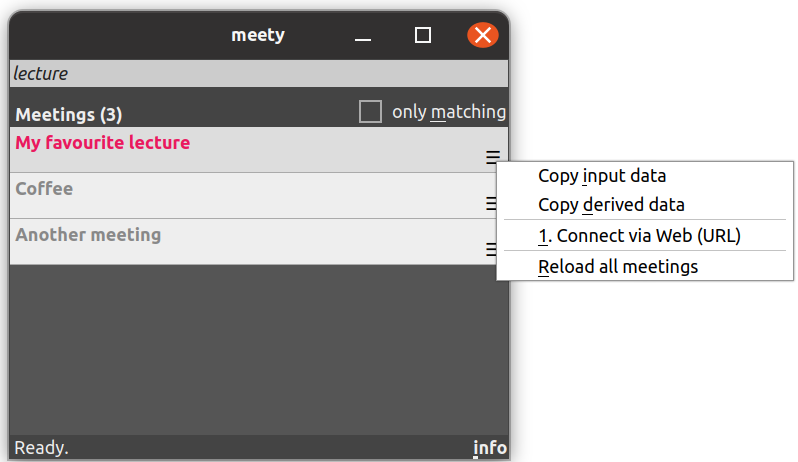 meety
lecture
Meetings (3)
only matching
My favourite lecture
Coffee
Another meeting
Copy input data
Copy derived data
1. Connect via Web (URL)
Reload all meetings
Ready.
info